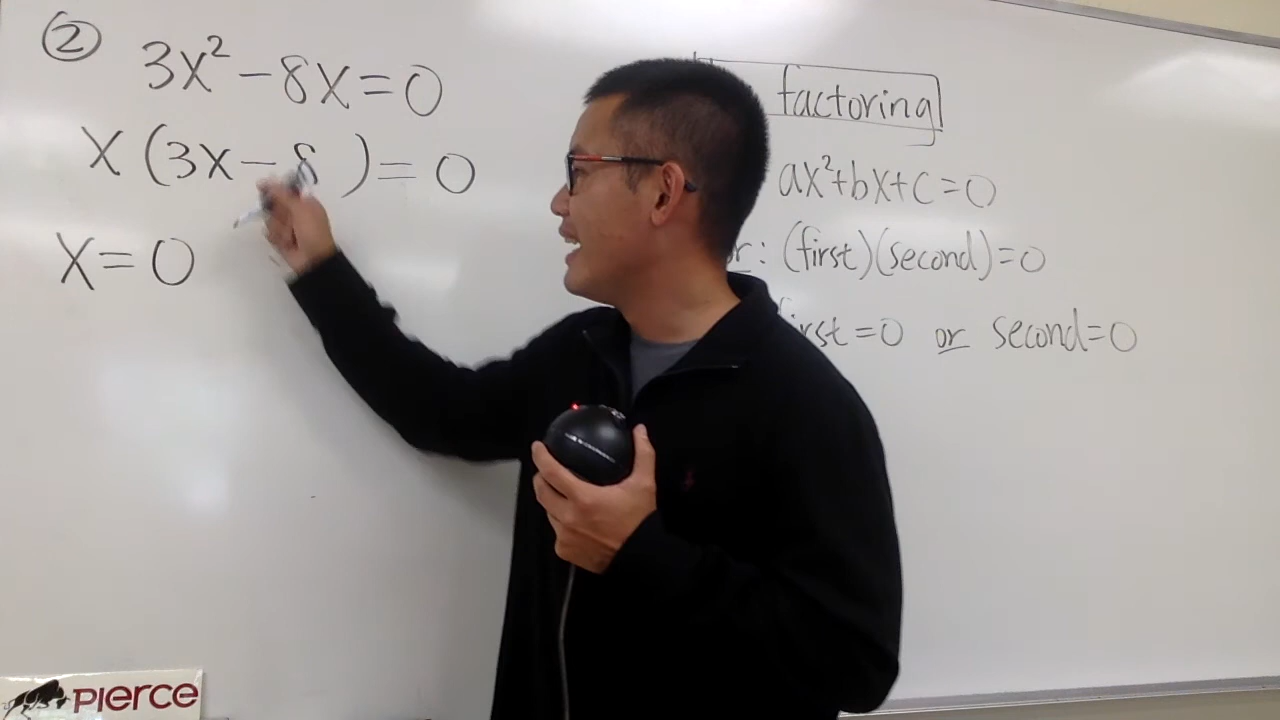 ② 3x² - 8x = 0
x (3x - 8 ) = 0
x = 0
factoring
ax²+bx+c=0
: (first)(second)=0
=0 or second=0
PIERCE